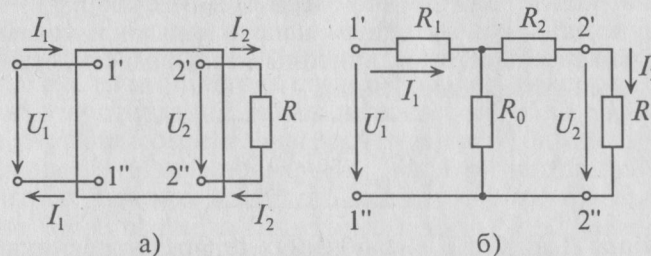 I₁ I₂ 1' R₁ R₂ 2'
1' 2' I₁
U₁ U₂ R U₁ R₀ U₂ R
1" 2"
I₁ I₂ 1" 2"
а) б)